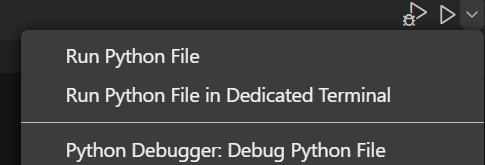 Run Python File
Run Python File in Dedicated Terminal
Python Debugger: Debug Python File